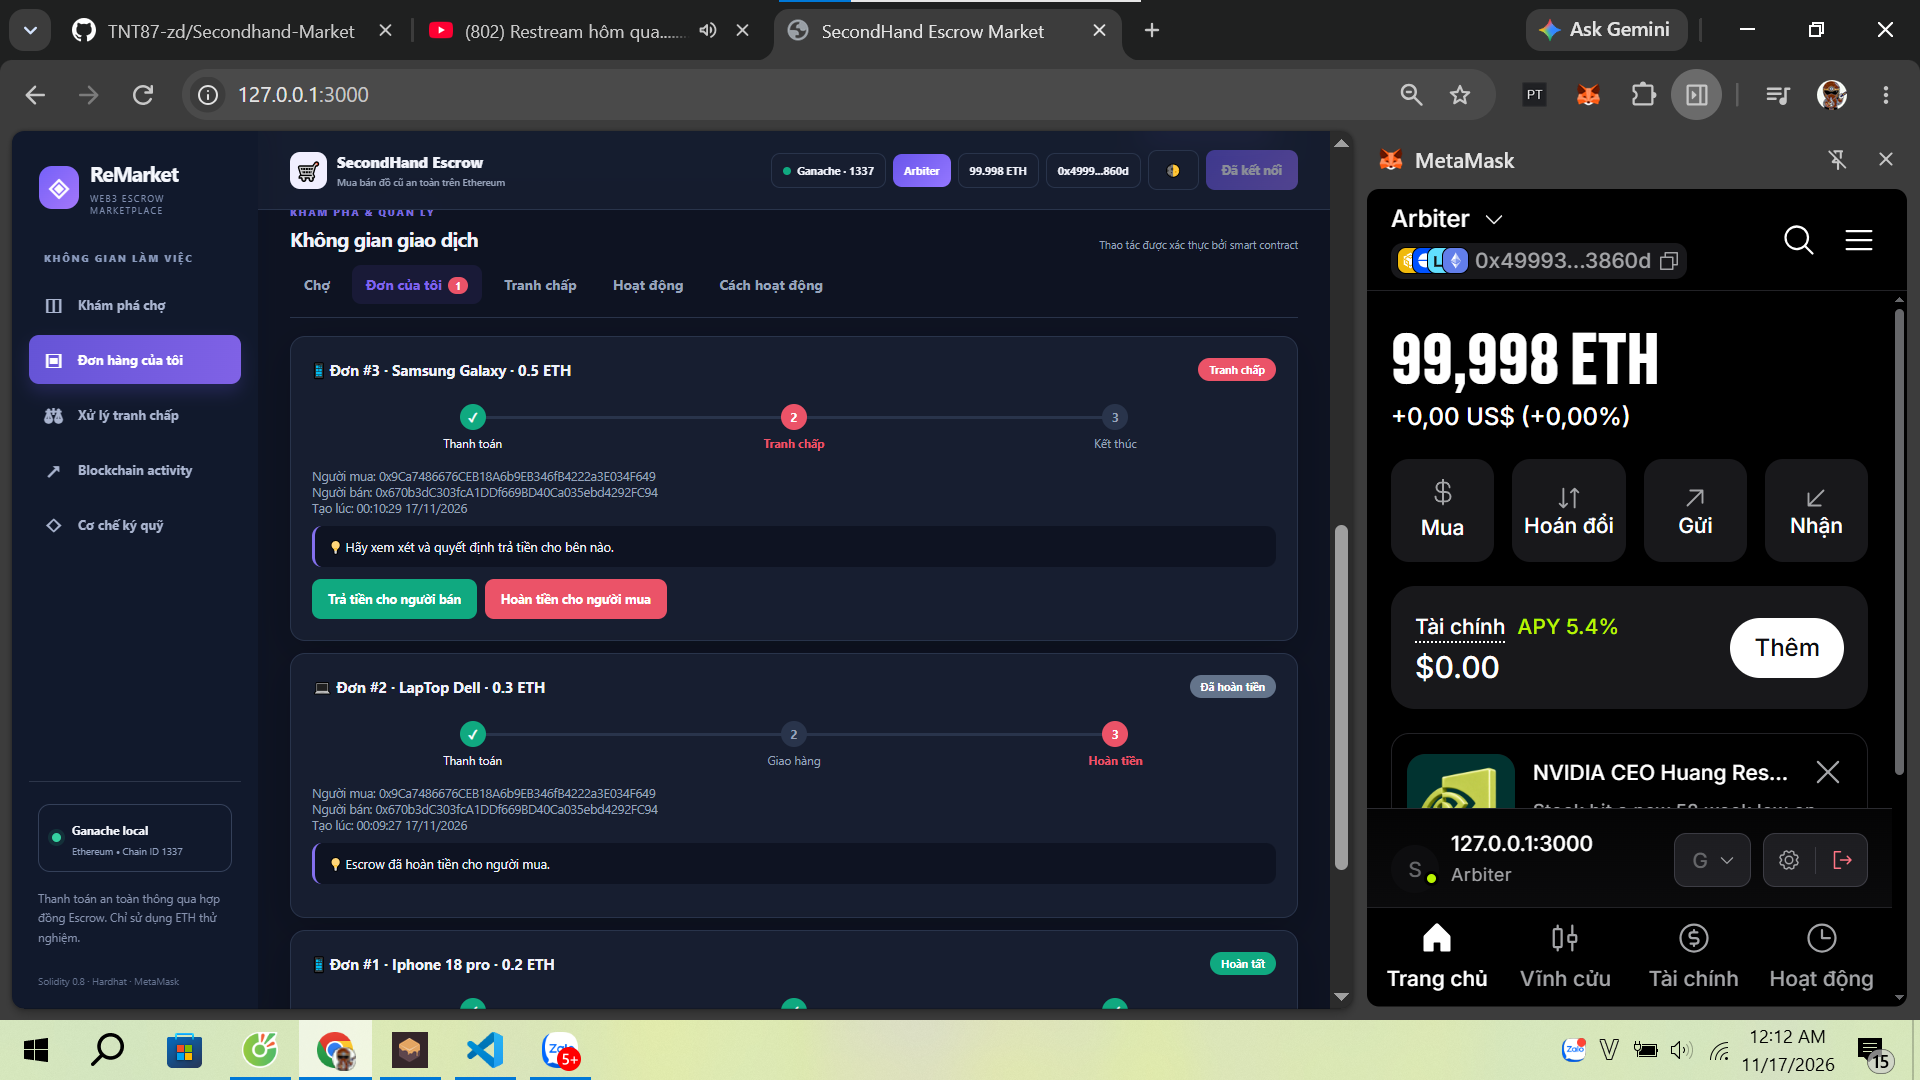 TNT87-zd/Secondhand-Market
(802) Restream hôm qua.......
SecondHand Escrow Market
Ask Gemini
127.0.0.1:3000
PT
ReMarket
WEB3 ESCROW
MARKETPLACE
KHÔNG GIAN LÀM VIỆC
Khám phá chợ
Đơn hàng của tôi
Xử lý tranh chấp
Blockchain activity
Cơ chế ký quỹ
Ganache local
Ethereum • Chain ID 1337
Thanh toán an toàn thông qua hợp
đồng Escrow. Chỉ sử dụng ETH thử
nghiệm.
Solidity 0.8 · Hardhat · MetaMask
SecondHand Escrow
Mua bán đồ cũ an toàn trên Ethereum
Ganache · 1337
Arbiter
99.998 ETH
0x4999...860d
Đã kết nối
KHÁM PHÁ & QUẢN LÝ
Không gian giao dịch
Thao tác được xác thực bởi smart contract
Chợ
Đơn của tôi 1
Tranh chấp
Hoạt động
Cách hoạt động
Đơn #3 · Samsung Galaxy · 0.5 ETH
Tranh chấp
2
3
Thanh toán
Tranh chấp
Kết thúc
Người mua: 0x9Ca7486676CEB18A6b9EB346fB4222a3E034F649
Người bán: 0x670b3dC303fcA1DDf669BD40Ca035ebd4292FC94
Tạo lúc: 00:10:29 17/11/2026
Hãy xem xét và quyết định trả tiền cho bên nào.
Trả tiền cho người bán
Hoàn tiền cho người mua
Đơn #2 · LapTop Dell · 0.3 ETH
Đã hoàn tiền
2
3
Thanh toán
Giao hàng
Hoàn tiền
Người mua: 0x9Ca7486676CEB18A6b9EB346fB4222a3E034F649
Người bán: 0x670b3dC303fcA1DDf669BD40Ca035ebd4292FC94
Tạo lúc: 00:09:27 17/11/2026
Escrow đã hoàn tiền cho người mua.
Đơn #1 · Iphone 18 pro · 0.2 ETH
Hoàn tất
MetaMask
Arbiter
0x49993...3860d
99,998 ETH
+0,00 US$ (+0,00%)
Mua
Hoán đổi
Gửi
Nhận
Tài chính APY 5.4%
$0.00
Thêm
NVIDIA CEO Huang Res...
S
127.0.0.1:3000
Arbiter
G
Trang chủ
Vĩnh cửu
Tài chính
Hoạt động
Zalo
5+
Zalo
V
12:12 AM
11/17/2026
15